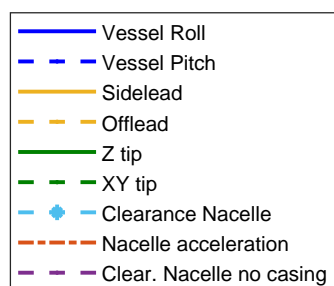 Vessel Roll
Vessel Pitch
Sidelead
Offlead
Z tip
XY tip
Clearance Nacelle
Nacelle acceleration
Clear. Nacelle no casing